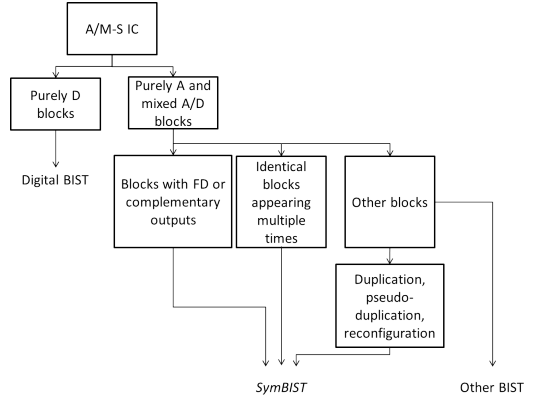 A/M-S IC
Purely D
blocks
Purely A and
mixed A/D
blocks
Digital BIST
Blocks with FD or
complementary
outputs
Identical
blocks
appearing
multiple
times
Other blocks
Duplication,
pseudo-
duplication,
reconfiguration
SymBIST
Other BIST